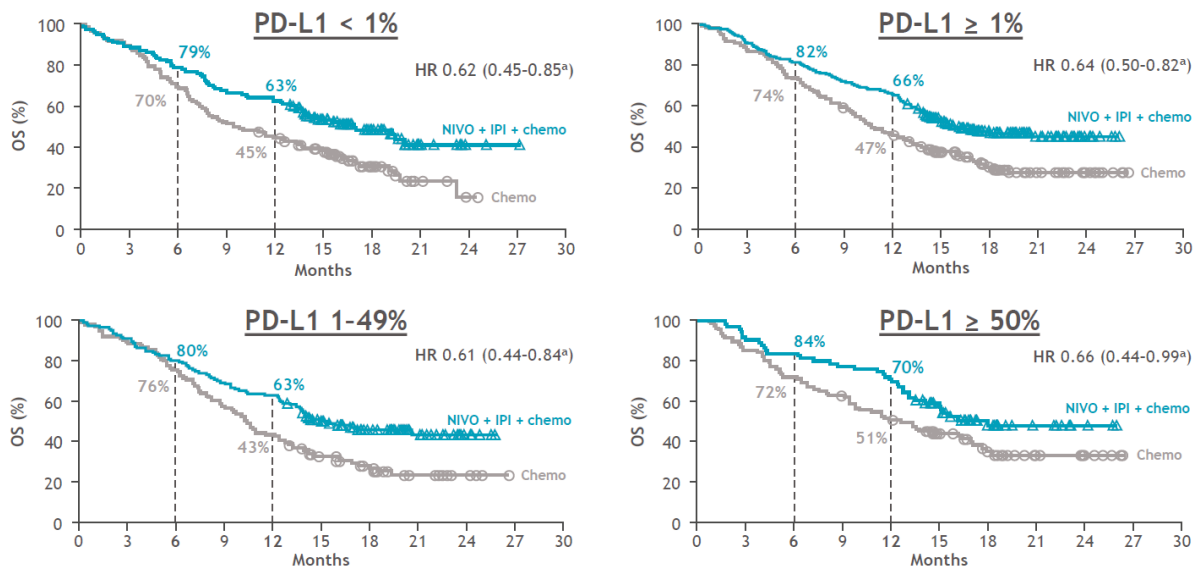 PD-L1 < 1%
HR 0.62 (0.45-0.85ᵃ)
OS (%)
100
80
60
40
20
0
79%
70%
63%
45%
NIVO + IPI + chemo
Chemo
0 3 6 9 12 15 18 21 24 27 30
Months
PD-L1 ≥ 1%
HR 0.64 (0.50-0.82ᵃ)
OS (%)
100
80
60
40
20
0
82%
74%
66%
47%
NIVO + IPI + chemo
Chemo
0 3 6 9 12 15 18 21 24 27 30
Months
PD-L1 1-49%
HR 0.61 (0.44-0.84ᵃ)
OS (%)
100
80
60
40
20
0
80%
76%
63%
43%
NIVO + IPI + chemo
Chemo
0 3 6 9 12 15 18 21 24 27 30
Months
PD-L1 ≥ 50%
HR 0.66 (0.44-0.99ᵃ)
OS (%)
100
80
60
40
20
0
84%
72%
70%
51%
NIVO + IPI + chemo
Chemo
0 3 6 9 12 15 18 21 24 27 30
Months